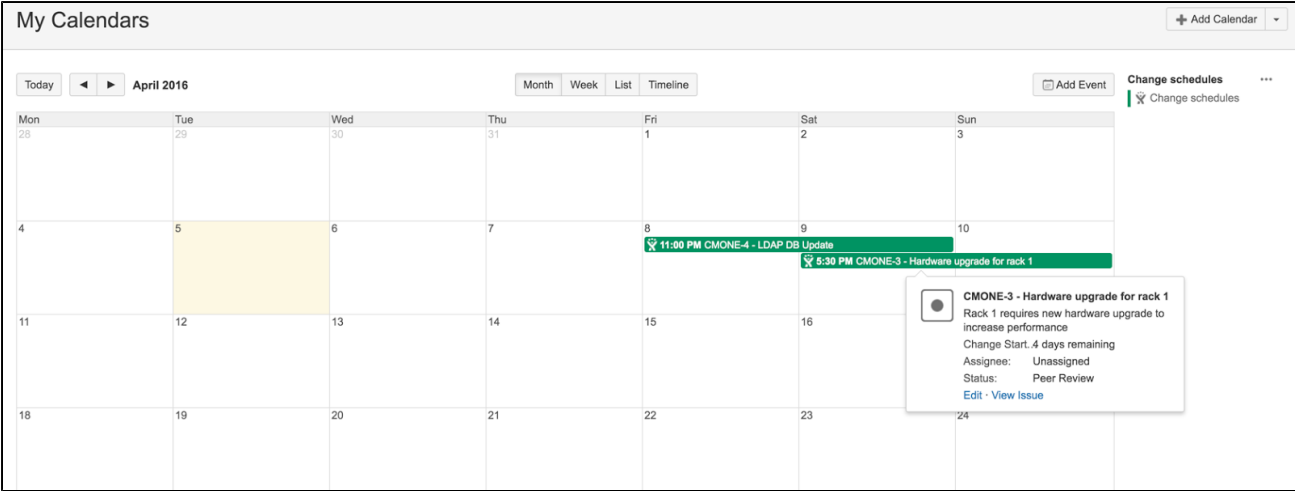 My Calendars
Add Calendar
Today April 2016 Month Week List Timeline Add Event
Change schedules ...
Change schedules
Mon Tue Wed Thu Fri Sat Sun
28 29 30 31 1 2 3
4 5 6 7 8 9 10
11:00 PM CMONE-4 - LDAP DB Update
5:30 PM CMONE-3 - Hardware upgrade for rack 1
CMONE-3 - Hardware upgrade for rack 1
Rack 1 requires new hardware upgrade to
increase performance
Change Start..4 days remaining
Assignee: Unassigned
Status: Peer Review
Edit · View Issue
11 12 13 14 15 16
18 19 20 21 22 23 24